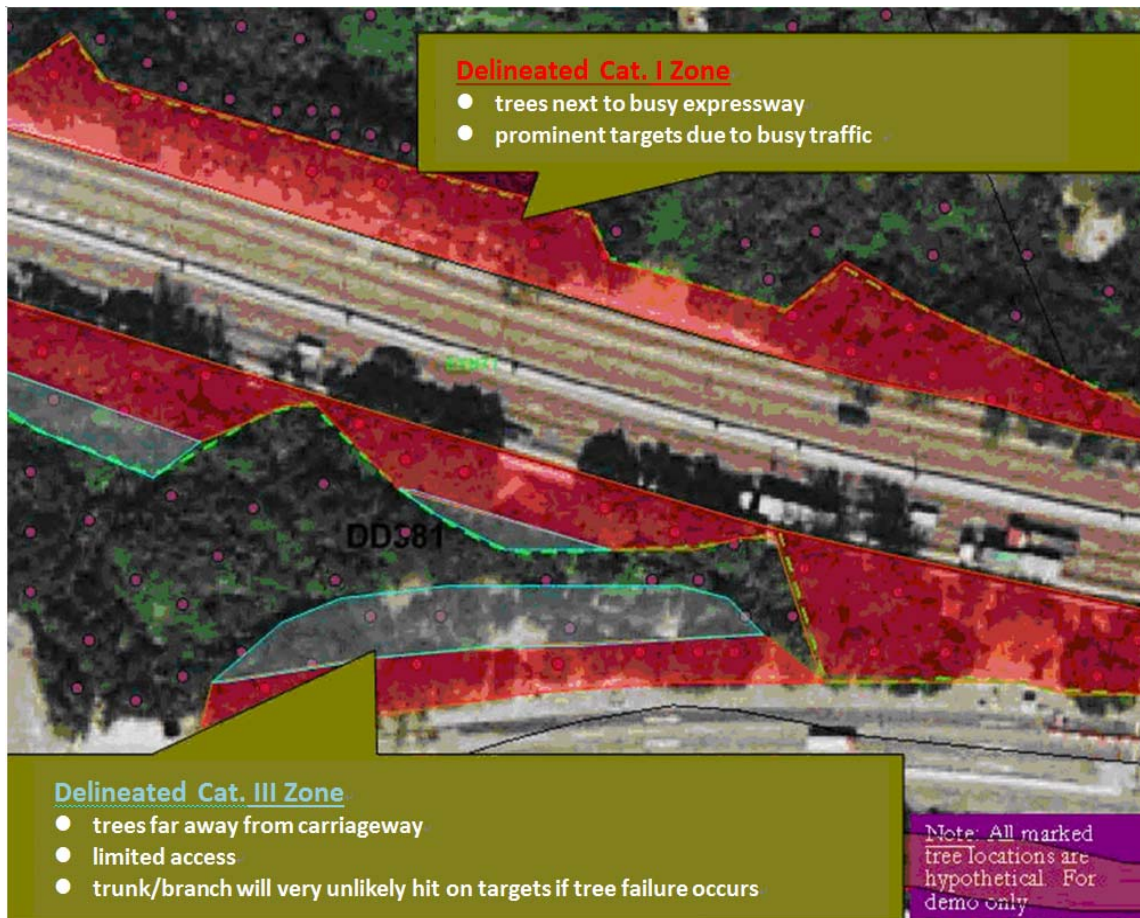 Delineated Cat. I Zone
● trees next to busy expressway
● prominent targets due to busy traffic
DD981
Delineated Cat. III Zone
● trees far away from carriageway
● limited access
● trunk/branch will very unlikely hit on targets if tree failure occurs
Note: All marked
tree locations are
hypothetical. For
demo only